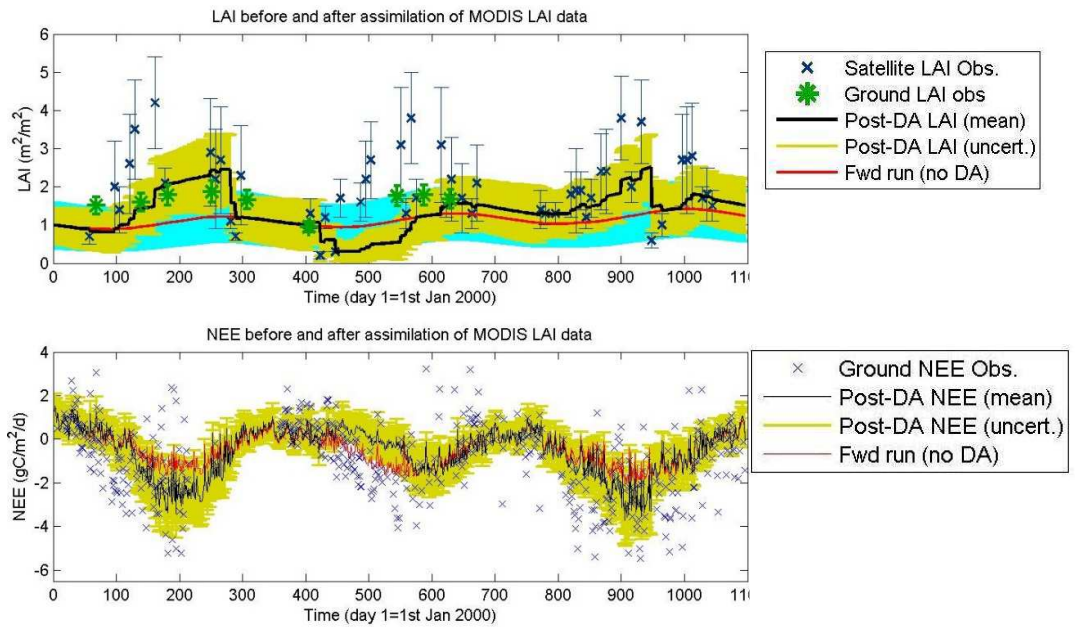 LAI before and after assimilation of MODIS LAI data
6
5
4
3
2
1
0
LAI (m²/m²)
0 100 200 300 400 500 600 700 800 900 1000 110
Time (day 1=1st Jan 2000)
Satellite LAI Obs.
Ground LAI obs
Post-DA LAI (mean)
Post-DA LAI (uncert.)
Fwd run (no DA)
NEE before and after assimilation of MODIS LAI data
4
2
0
-2
-4
-6
NEE (gC/m²/d)
0 100 200 300 400 500 600 700 800 900 1000 110
Time (day 1=1st Jan 2000)
Ground NEE Obs.
Post-DA NEE (mean)
Post-DA NEE (uncert.)
Fwd run (no DA)